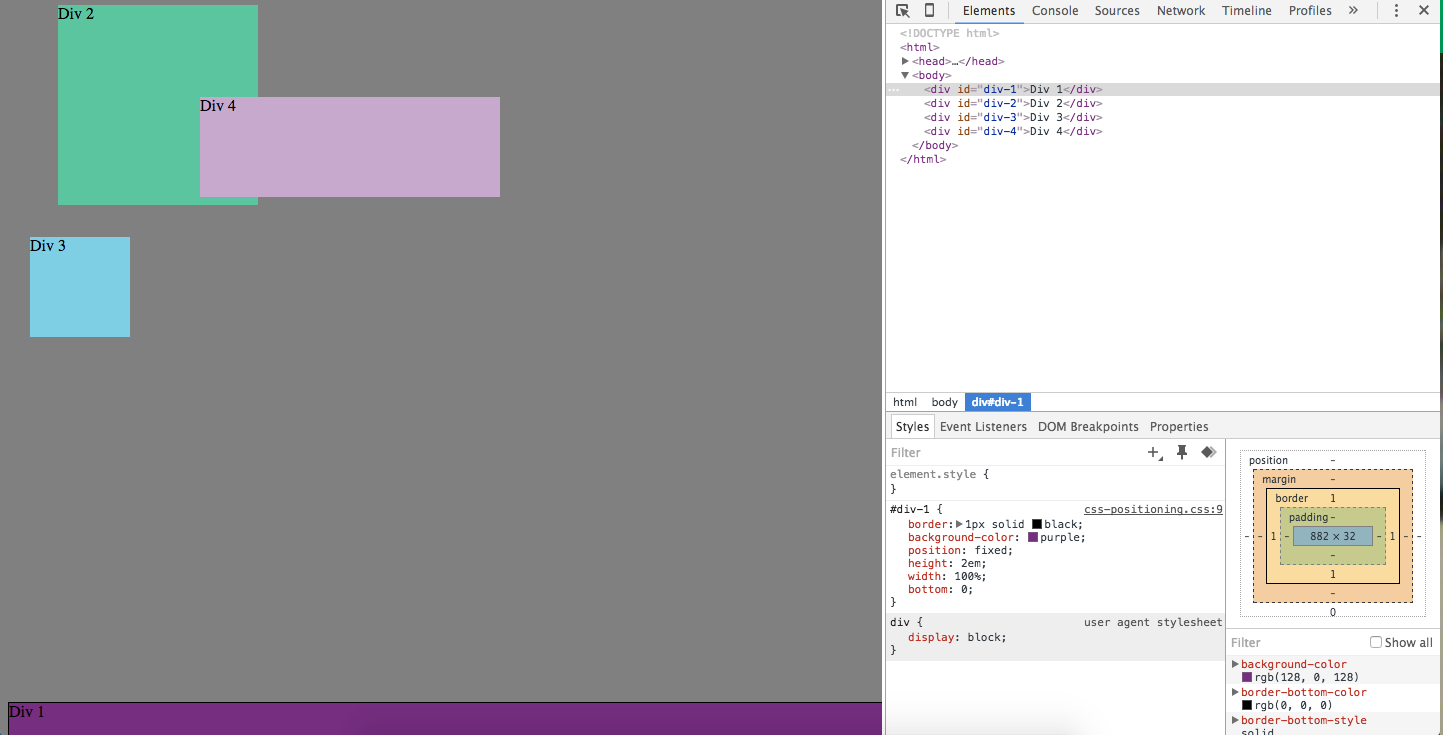 Div 2
Div 4
Div 3
Div 1
Elements Console Sources Network Timeline Profiles »
<!DOCTYPE html>
<html>
▶<head>…</head>
▼<body>
… <div id="div-1">Div 1</div>
<div id="div-2">Div 2</div>
<div id="div-3">Div 3</div>
<div id="div-4">Div 4</div>
</body>
</html>
html body div#div-1
Styles Event Listeners DOM Breakpoints Properties
Filter
element.style {
}
#div-1 { css-positioning.css:9
border:▶1px solid black;
background-color: purple;
position: fixed;
height: 2em;
width: 100%;
bottom: 0;
}
div { user agent stylesheet
display: block;
}
position -
margin -
border 1
padding -
- - 1 - 882 × 32 - 1 - -
-
1
-
0
Filter Show all
▶background-color
rgb(128, 0, 128)
▶border-bottom-color
rgb(0, 0, 0)
▶border-bottom-style
solid